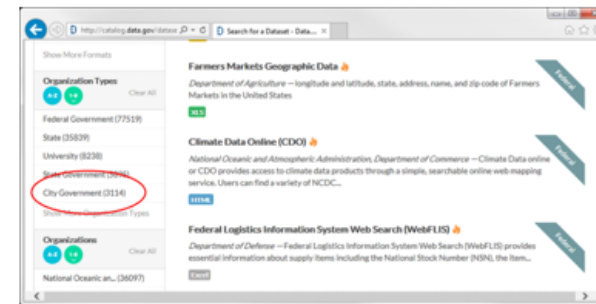 http://catalog.data.gov/datase
Search for a Dataset - Data...
Show More Formats
Organization Types
Clear All
Federal Government (77519)
State (35839)
University (8238)
State Government
City Government (3114)
Show More Organization Types
Organizations
Clear All
National Oceanic an... (36097)
Farmers Markets Geographic Data
Department of Agriculture — longitude and latitude, state, address, name, and zip code of Farmers
Markets in the United States
XLS
Federal
Climate Data Online (CDO)
National Oceanic and Atmospheric Administration, Department of Commerce — Climate Data online
or CDO provides access to climate data products through a simple, searchable online web mapping
service. Users can find a variety of NCDC...
HTML
Federal
Federal Logistics Information System Web Search (WebFLIS)
Department of Defense — Federal Logistics Information System Web Search (WebFLIS) provides
essential information about supply items including the National Stock Number (NSN), the Item...
Excel
Federal